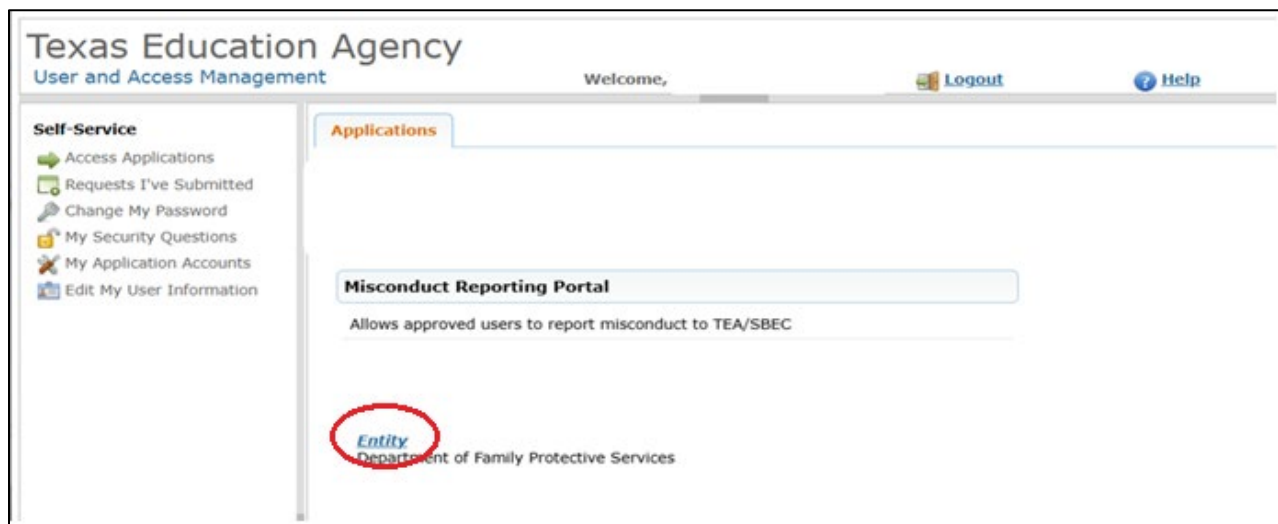 Texas Education Agency
User and Access Management
Welcome,
Logout
Help
Self-Service
Access Applications
Requests I've Submitted
Change My Password
My Security Questions
My Application Accounts
Edit My User Information
Applications
Misconduct Reporting Portal
Allows approved users to report misconduct to TEA/SBEC
Entity
Department of Family Protective Services